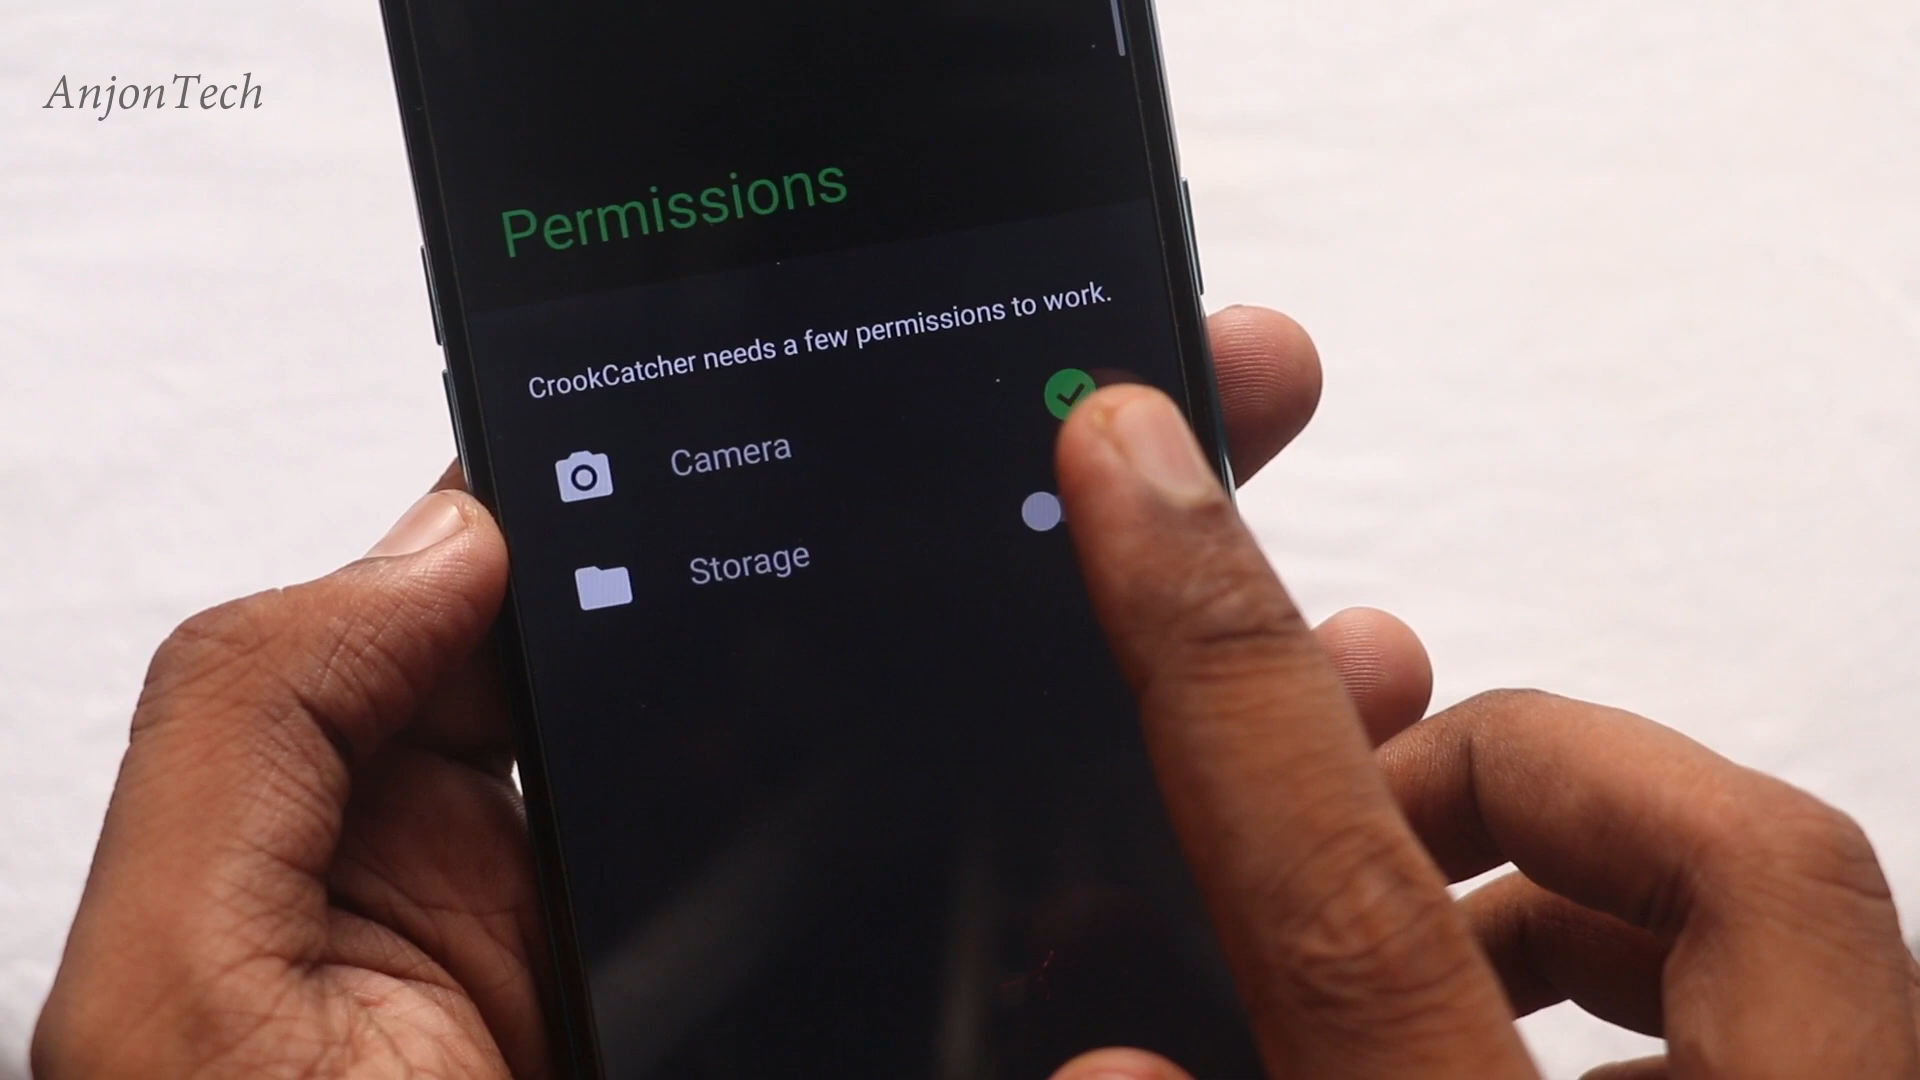 AnjonTech
Permissions
CrookCatcher needs a few permissions to work.
Camera
Storage